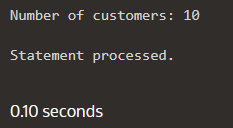 Number of customers: 10
Statement processed.
0.10 seconds